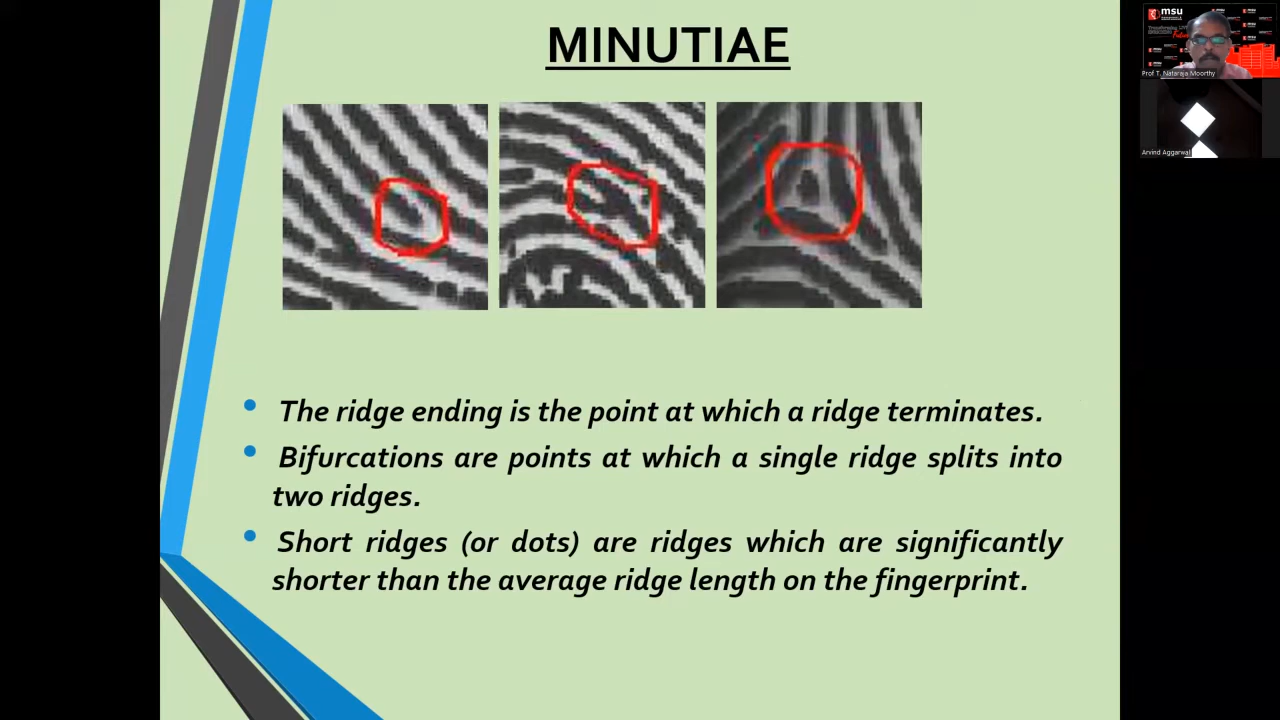 MINUTIAE
The ridge ending is the point at which a ridge terminates.
Bifurcations are points at which a single ridge splits into
two ridges.
Short ridges (or dots) are ridges which are significantly
shorter than the average ridge length on the fingerprint.
msu
Prof T. Nataraja Moorthy
Arvind Aggarwal